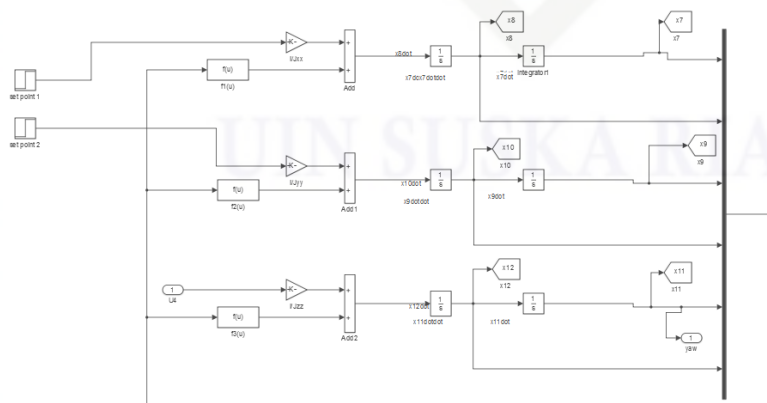 x8
x8
x7
x7
-K-
l/Jxx
+
+
Add
x8dot
1
s
x7dcx7dotdot
1
s
x7dot
Integrator1
f(u)
f1(u)
set point 1
set point 2
UIN SUSKA RIA
x10
x10
x9
x9
-K-
l/Jyy
+
+
Add1
x10dot
1
s
x9dotdot
x9dot
1
s
f(u)
f2(u)
x12
x12
x11
x11
1
U4
-K-
l/Jzz
+
+
Add2
x12dot
1
s
x11dotdot
x11dot
1
s
f(u)
f3(u)
1
yaw